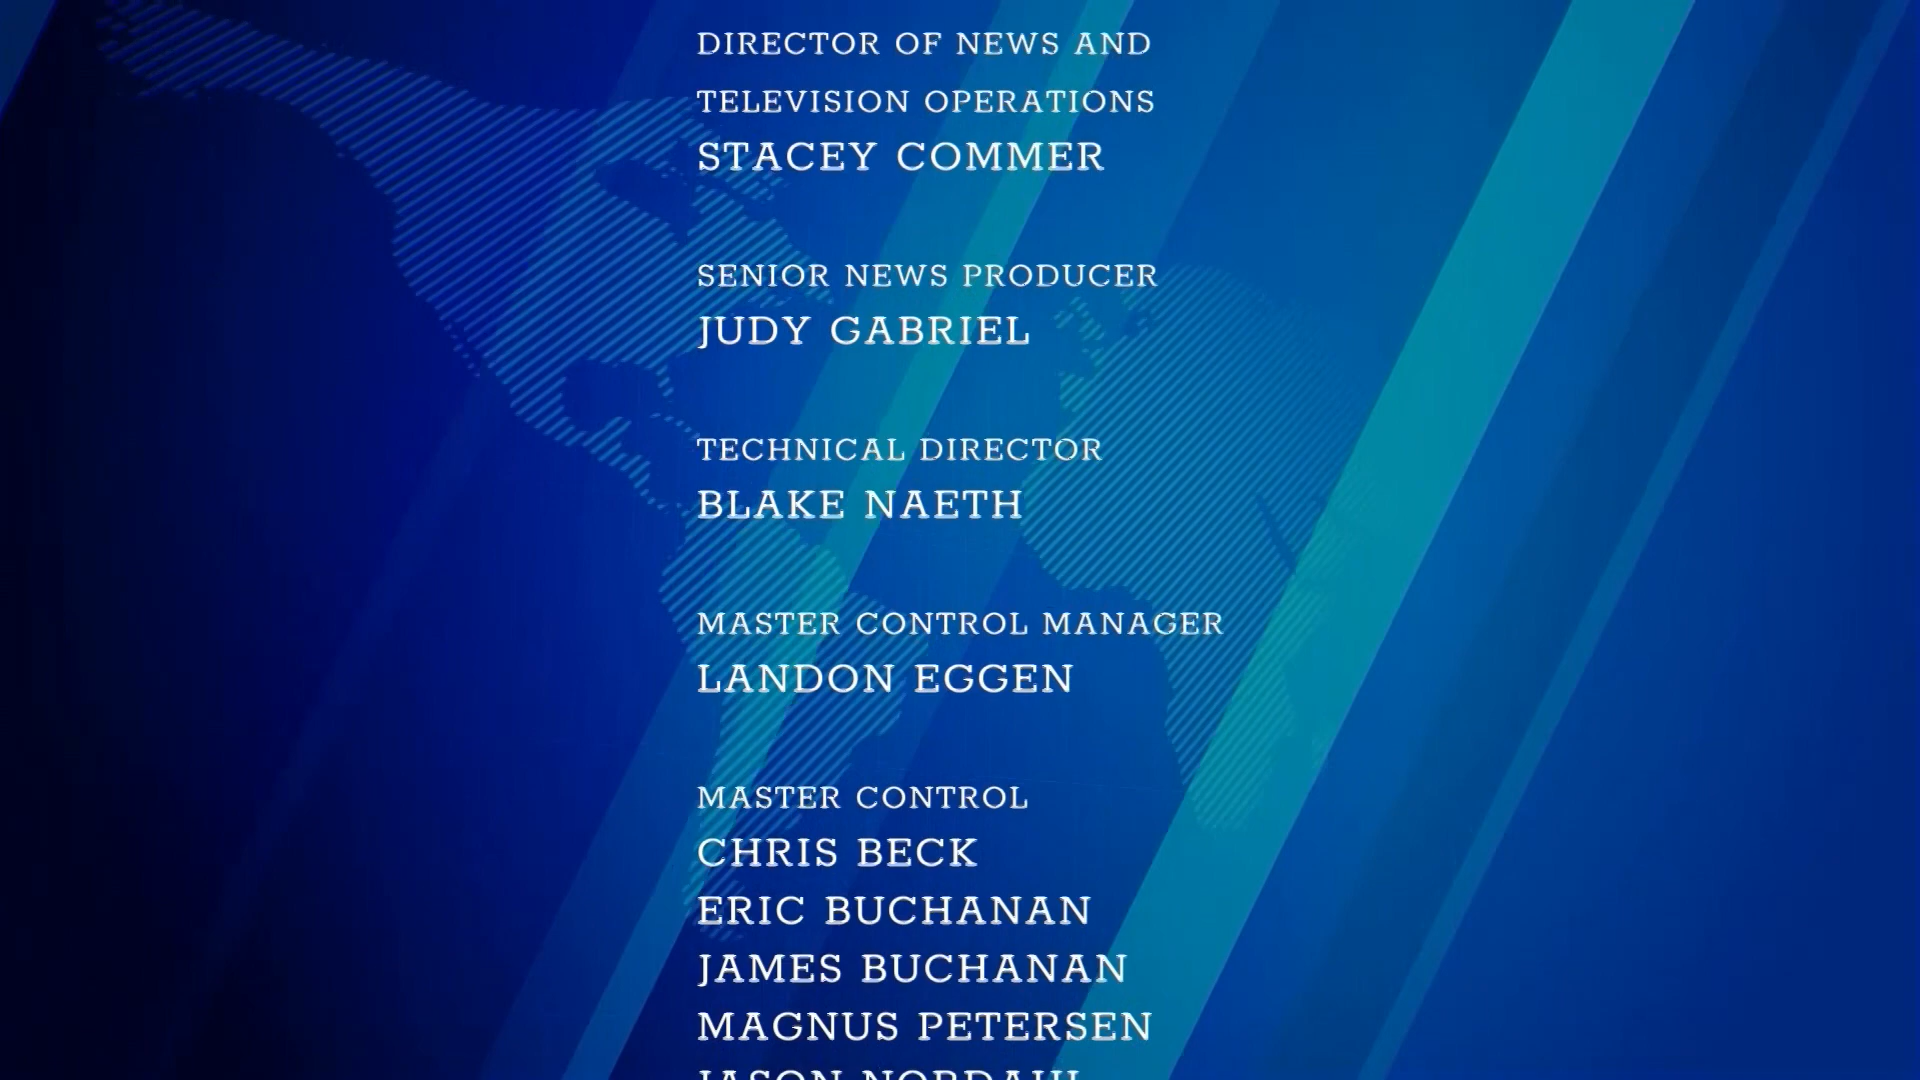 DIRECTOR OF NEWS AND
TELEVISION OPERATIONS
STACEY COMMER
SENIOR NEWS PRODUCER
JUDY GABRIEL
TECHNICAL DIRECTOR
BLAKE NAETH
MASTER CONTROL MANAGER
LANDON EGGEN
MASTER CONTROL
CHRIS BECK
ERIC BUCHANAN
JAMES BUCHANAN
MAGNUS PETERSEN
JASON